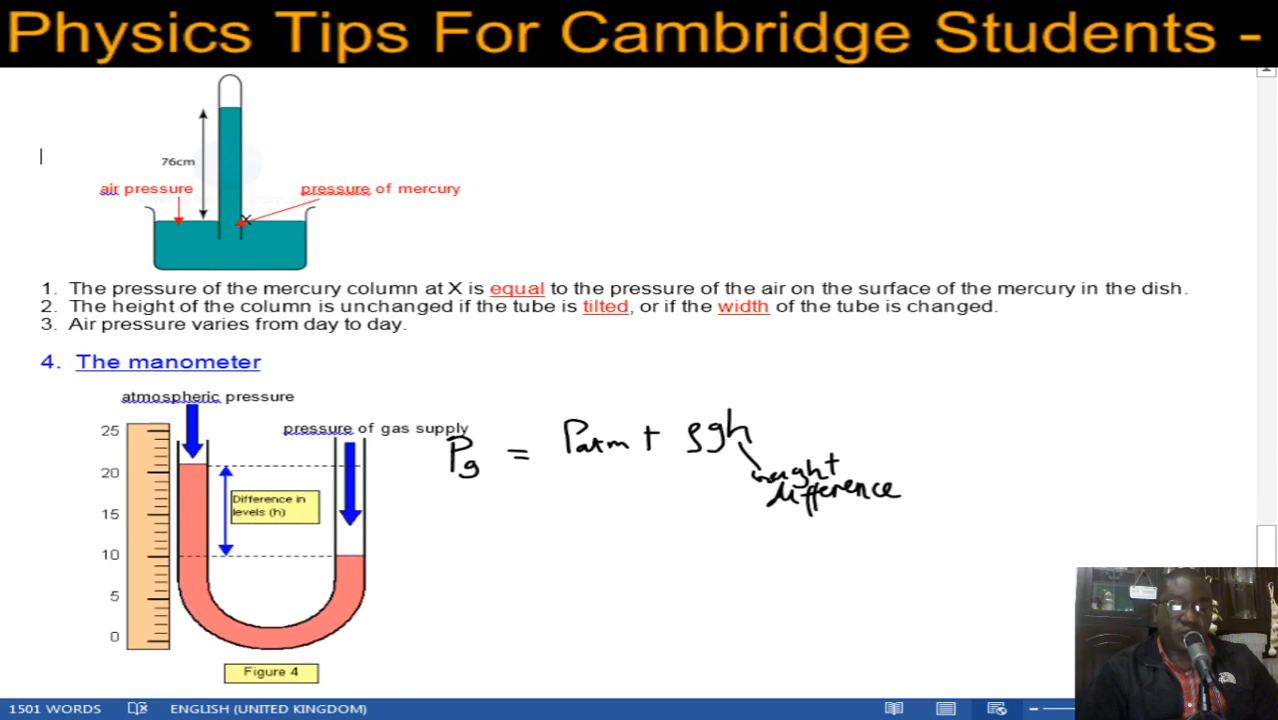 Physics Tips For Cambridge Students -
76cm
air pressure
pressure of mercury
X
1. The pressure of the mercury column at X is equal to the pressure of the air on the surface of the mercury in the dish.
2. The height of the column is unchanged if the tube is tilted, or if the width of the tube is changed.
3. Air pressure varies from day to day.
4. The manometer
atmospheric pressure
pressure of gas supply
25
20
15
10
5
0
Difference in
levels (h)
Pg = Patm + ρgh
height
difference
Figure 4
1501 WORDS ENGLISH (UNITED KINGDOM)